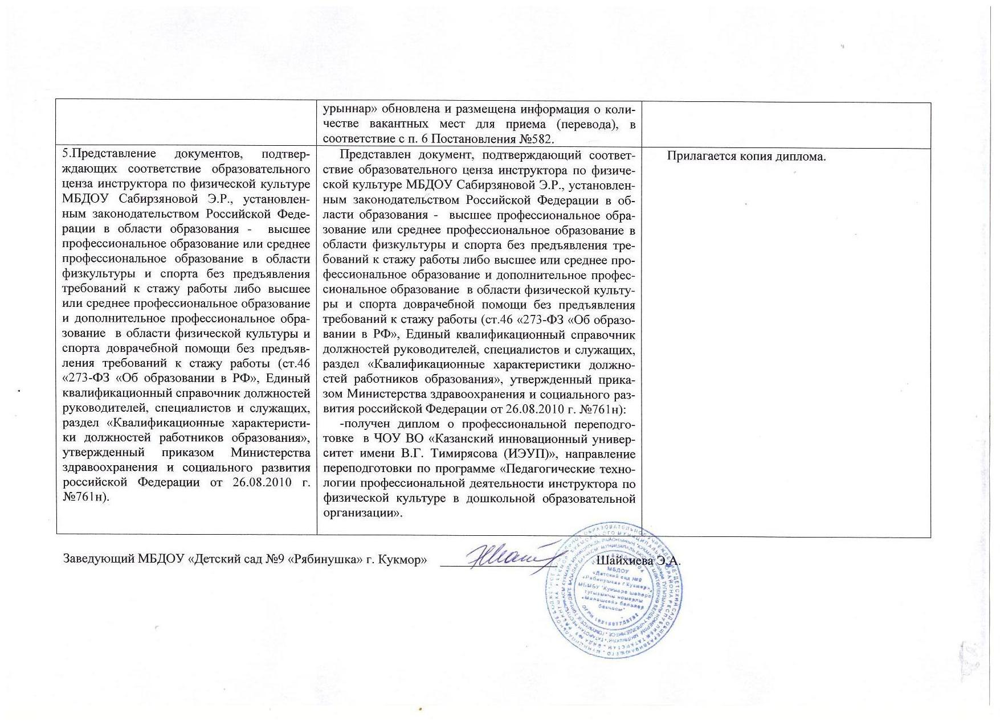 урыннар» обновлена и размещена информация о коли-
честве вакантных мест для приема (перевода), в
соответствие с п. 6 Постановления №582.
5.Представление документов, подтвер-
ждающих соответствие образовательного
ценза инструктора по физической культуре
МБДОУ Сабирзяновой Э.Р., установлен-
ным законодательством Российской Феде-
рации в области образования - высшее
профессиональное образование или среднее
профессиональное образование в области
физкультуры и спорта без предъявления
требований к стажу работы либо высшее
или среднее профессиональное образование
и дополнительное профессиональное обра-
зование в области физической культуры и
спорта доврачебной помощи без предъяв-
ления требований к стажу работы (ст.46
«273-ФЗ «Об образовании в РФ», Единый
квалификационный справочник должностей
руководителей, специалистов и служащих,
раздел «Квалификационные характеристи-
ки должностей работников образования»,
утвержденный приказом Министерства
здравоохранения и социального развития
российской Федерации от 26.08.2010 г.
№761н).
Представлен документ, подтверждающий соответ-
ствие образовательного ценза инструктора по физиче-
ской культуре МБДОУ Сабирзяновой Э.Р., установлен-
ным законодательством Российской Федерации в об-
ласти образования - высшее профессиональное обра-
зование или среднее профессиональное образование в
области физкультуры и спорта без предъявления тре-
бований к стажу работы либо высшее или среднее про-
фессиональное образование и дополнительное профес-
сиональное образование в области физической культу-
ры и спорта доврачебной помощи без предъявления
требований к стажу работы (ст.46 «273-ФЗ «Об образо-
вании в РФ», Единый квалификационный справочник
должностей руководителей, специалистов и служащих,
раздел «Квалификационные характеристики должно-
стей работников образования», утвержденный прика-
зом Министерства здравоохранения и социального раз-
вития российской Федерации от 26.08.2010 г. №761н):
-получен диплом о профессиональной переподго-
товке в ЧОУ ВО «Казанский инновационный универ-
ситет имени В.Г. Тимирясова (ИЭУП)», направление
переподготовки по программе «Педагогические техно-
логии профессиональной деятельности инструктора по
физической культуре в дошкольной образовательной
организации».
Прилагается копия диплома.
Заведующий МБДОУ «Детский сад №9 «Рябинушка» г. Кукмор» Шайхиева Э.А.
МБДОУ
«Детский сад №9
«Рябинушка» г.Кукмор»
МБМБУ "Кукмара шәһәре
тугызынчы номерлы
«Миләшкәй» балалар
бакчасы"